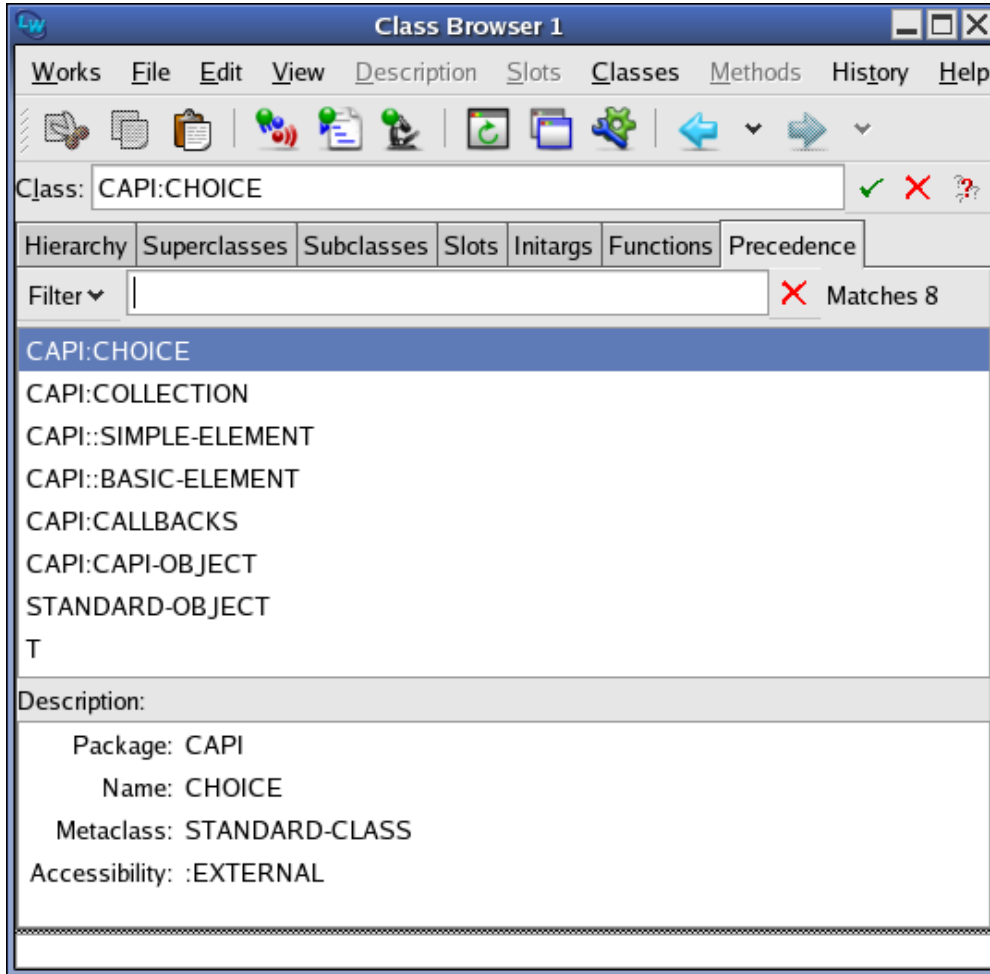 LW Class Browser 1
Works File Edit View Description Slots Classes Methods History Help
Class: CAPI:CHOICE
Hierarchy Superclasses Subclasses Slots Initargs Functions Precedence
Filter Matches 8
CAPI:CHOICE
CAPI:COLLECTION
CAPI::SIMPLE-ELEMENT
CAPI::BASIC-ELEMENT
CAPI:CALLBACKS
CAPI:CAPI-OBJECT
STANDARD-OBJECT
T
Description:
Package: CAPI
Name: CHOICE
Metaclass: STANDARD-CLASS
Accessibility: :EXTERNAL